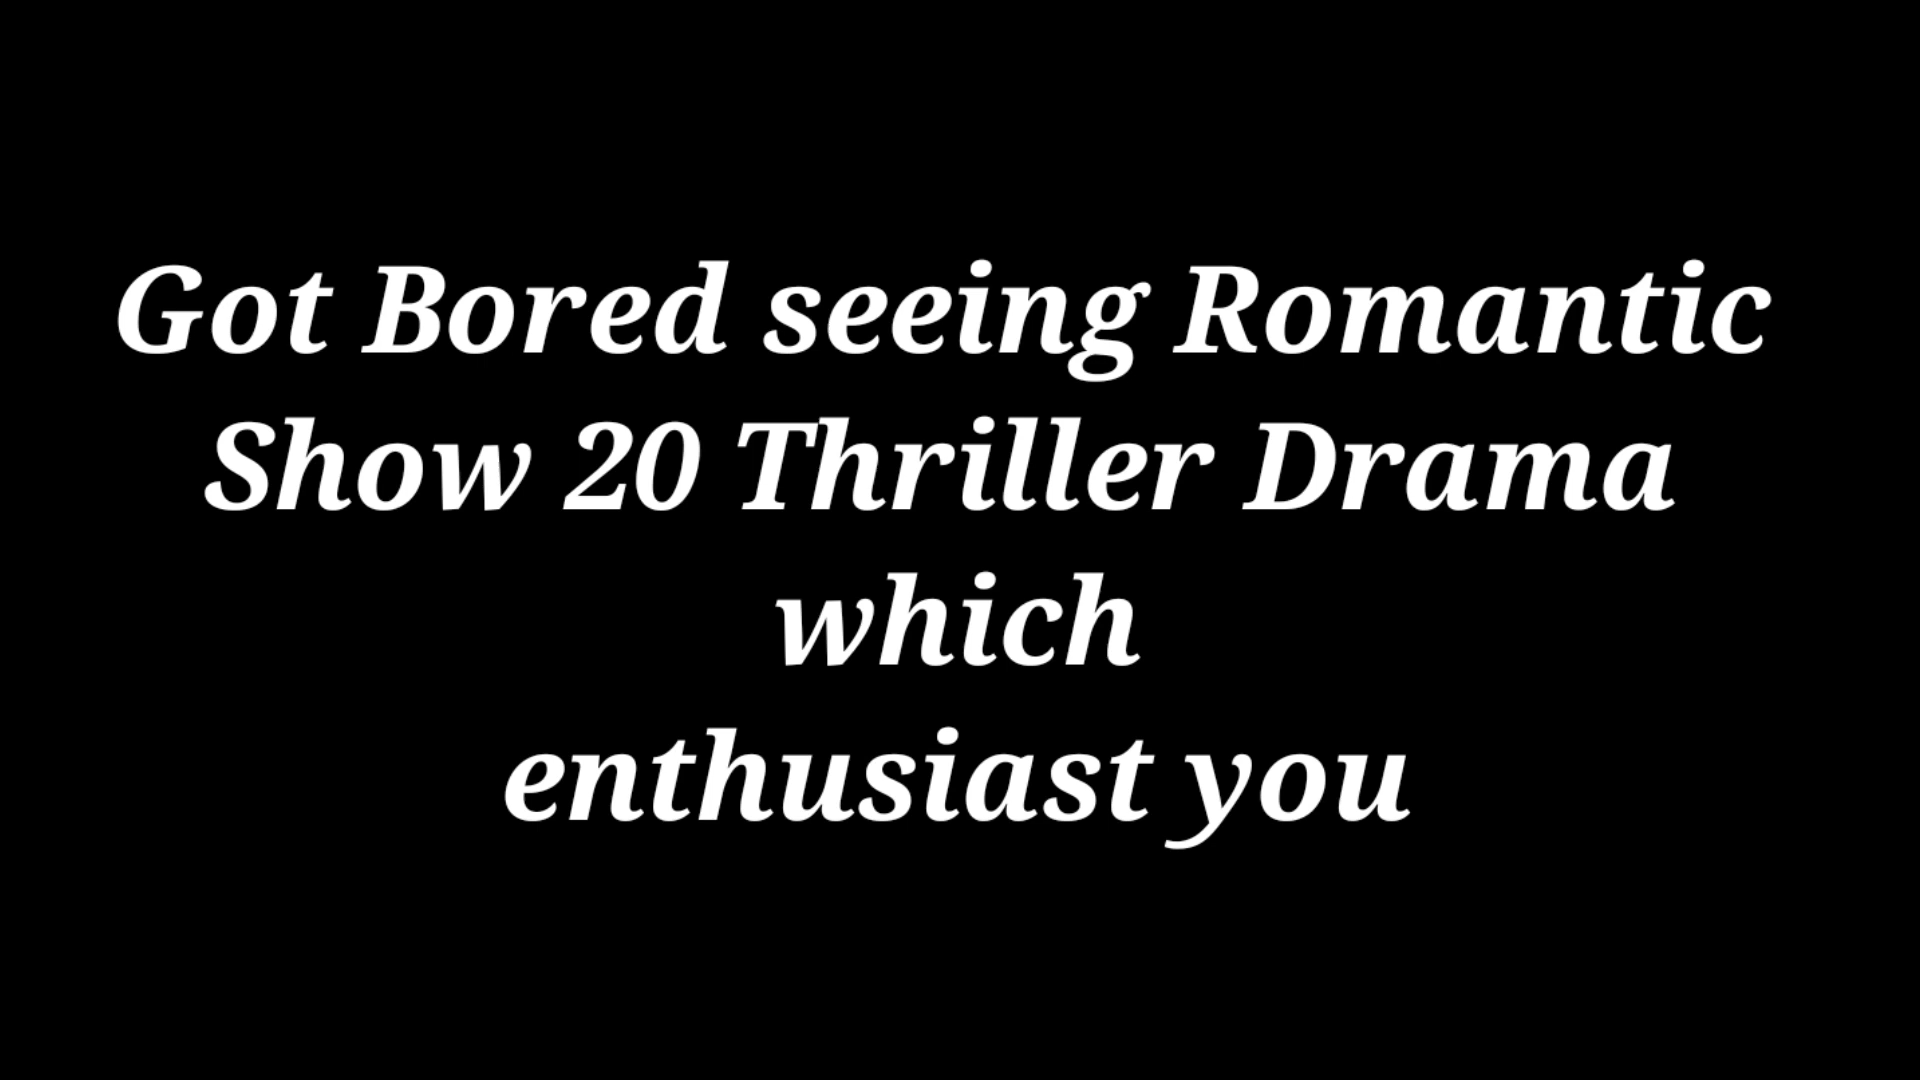 Got Bored seeing Romantic
Show 20 Thriller Drama
which
enthusiast you